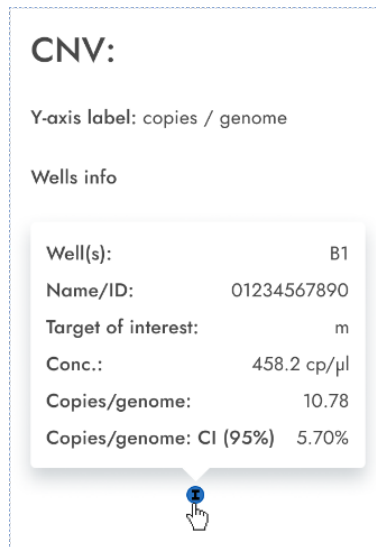 CNV:
Y-axis label: copies / genome
Wells info
Well(s): B1
Name/ID: 01234567890
Target of interest: m
Conc.: 458.2 cp/µl
Copies/genome: 10.78
Copies/genome: CI (95%) 5.70%